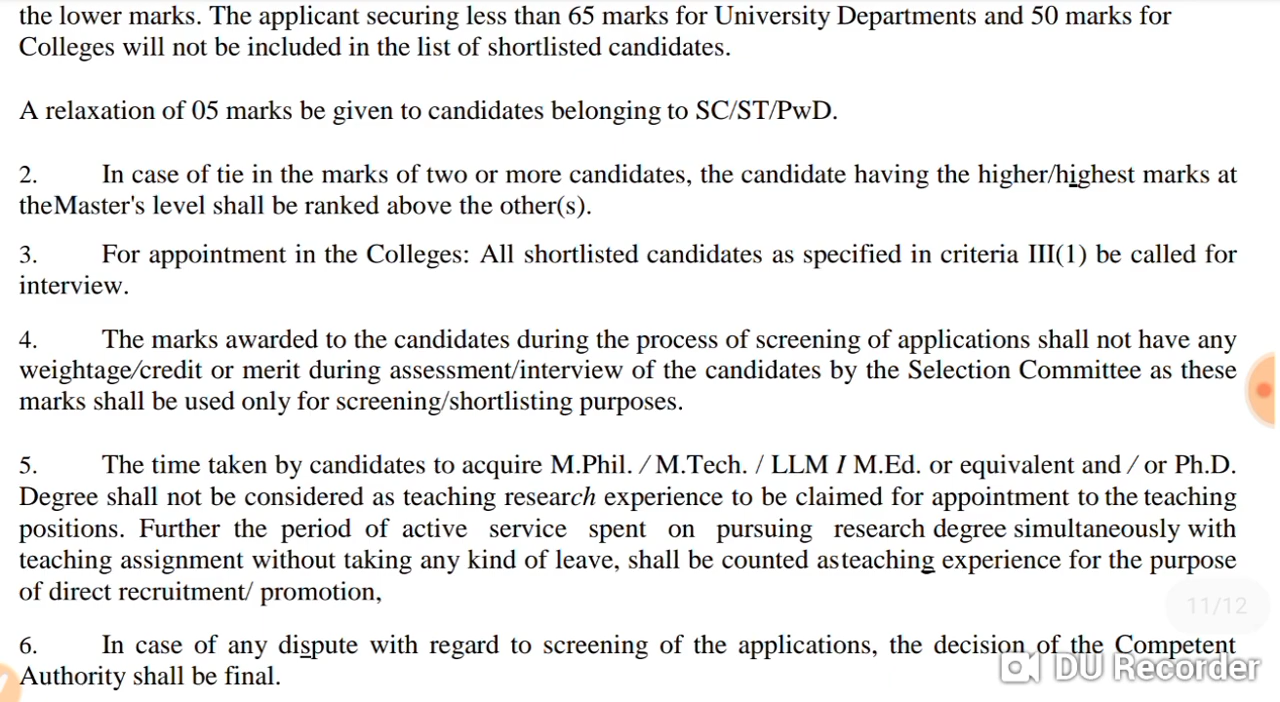 the lower marks. The applicant securing less than 65 marks for University Departments and 50 marks for
Colleges will not be included in the list of shortlisted candidates.
A relaxation of 05 marks be given to candidates belonging to SC/ST/PwD.
2. In case of tie in the marks of two or more candidates, the candidate having the higher/highest marks at
theMaster's level shall be ranked above the other(s).
3. For appointment in the Colleges: All shortlisted candidates as specified in criteria III(1) be called for
interview.
4. The marks awarded to the candidates during the process of screening of applications shall not have any
weightage/credit or merit during assessment/interview of the candidates by the Selection Committee as these
marks shall be used only for screening/shortlisting purposes.
5. The time taken by candidates to acquire M.Phil. / M.Tech. / LLM I M.Ed. or equivalent and / or Ph.D.
Degree shall not be considered as teaching research experience to be claimed for appointment to the teaching
positions. Further the period of active service spent on pursuing research degree simultaneously with
teaching assignment without taking any kind of leave, shall be counted asteaching experience for the purpose
of direct recruitment/ promotion,
11/12
6. In case of any dispute with regard to screening of the applications, the decision of the Competent
Authority shall be final.
DU Recorder